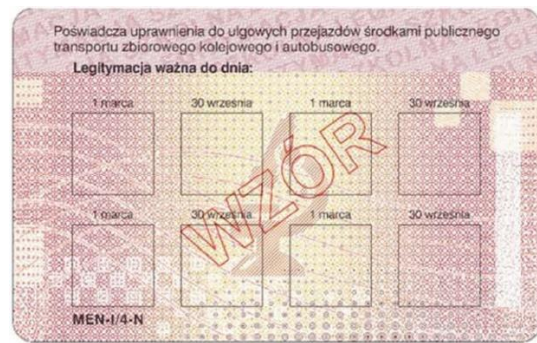 Poświadcza uprawnienia do ulgowych przejazdów środkami publicznego
transportu zbiorowego kolejowego i autobusowego.
Legitymacja ważna do dnia:
1 marca 30 września 1 marca 30 września
1 marca 30 września 1 marca 30 września
WZÓR
MEN-I/4-N